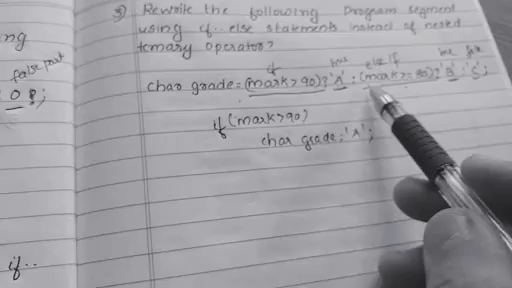 ng
false part
0 8;
if..
3) Rewrite the following program segment
using if..else statements instead of nested
ternary operator?
if true else if true false
char grade=(mark>90)?'A':(mark>=80)?'B':'C';
if(mark>90)
char grade='A';